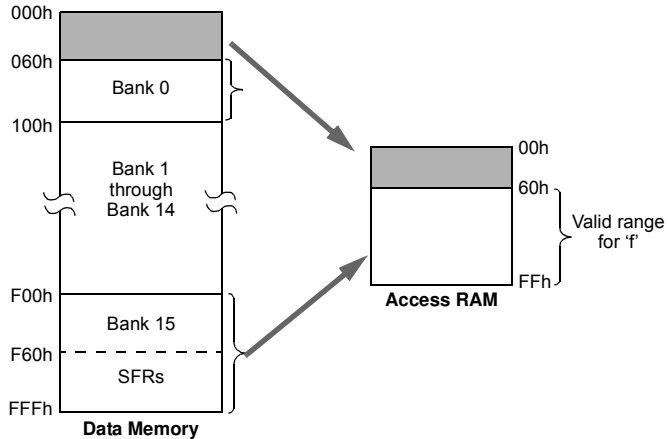 000h
060h
Bank 0
100h
00h
Bank 1
through
Bank 14
60h
Valid range
for ‘f’
FFh
Access RAM
F00h
Bank 15
F60h
SFRs
FFFh
Data Memory